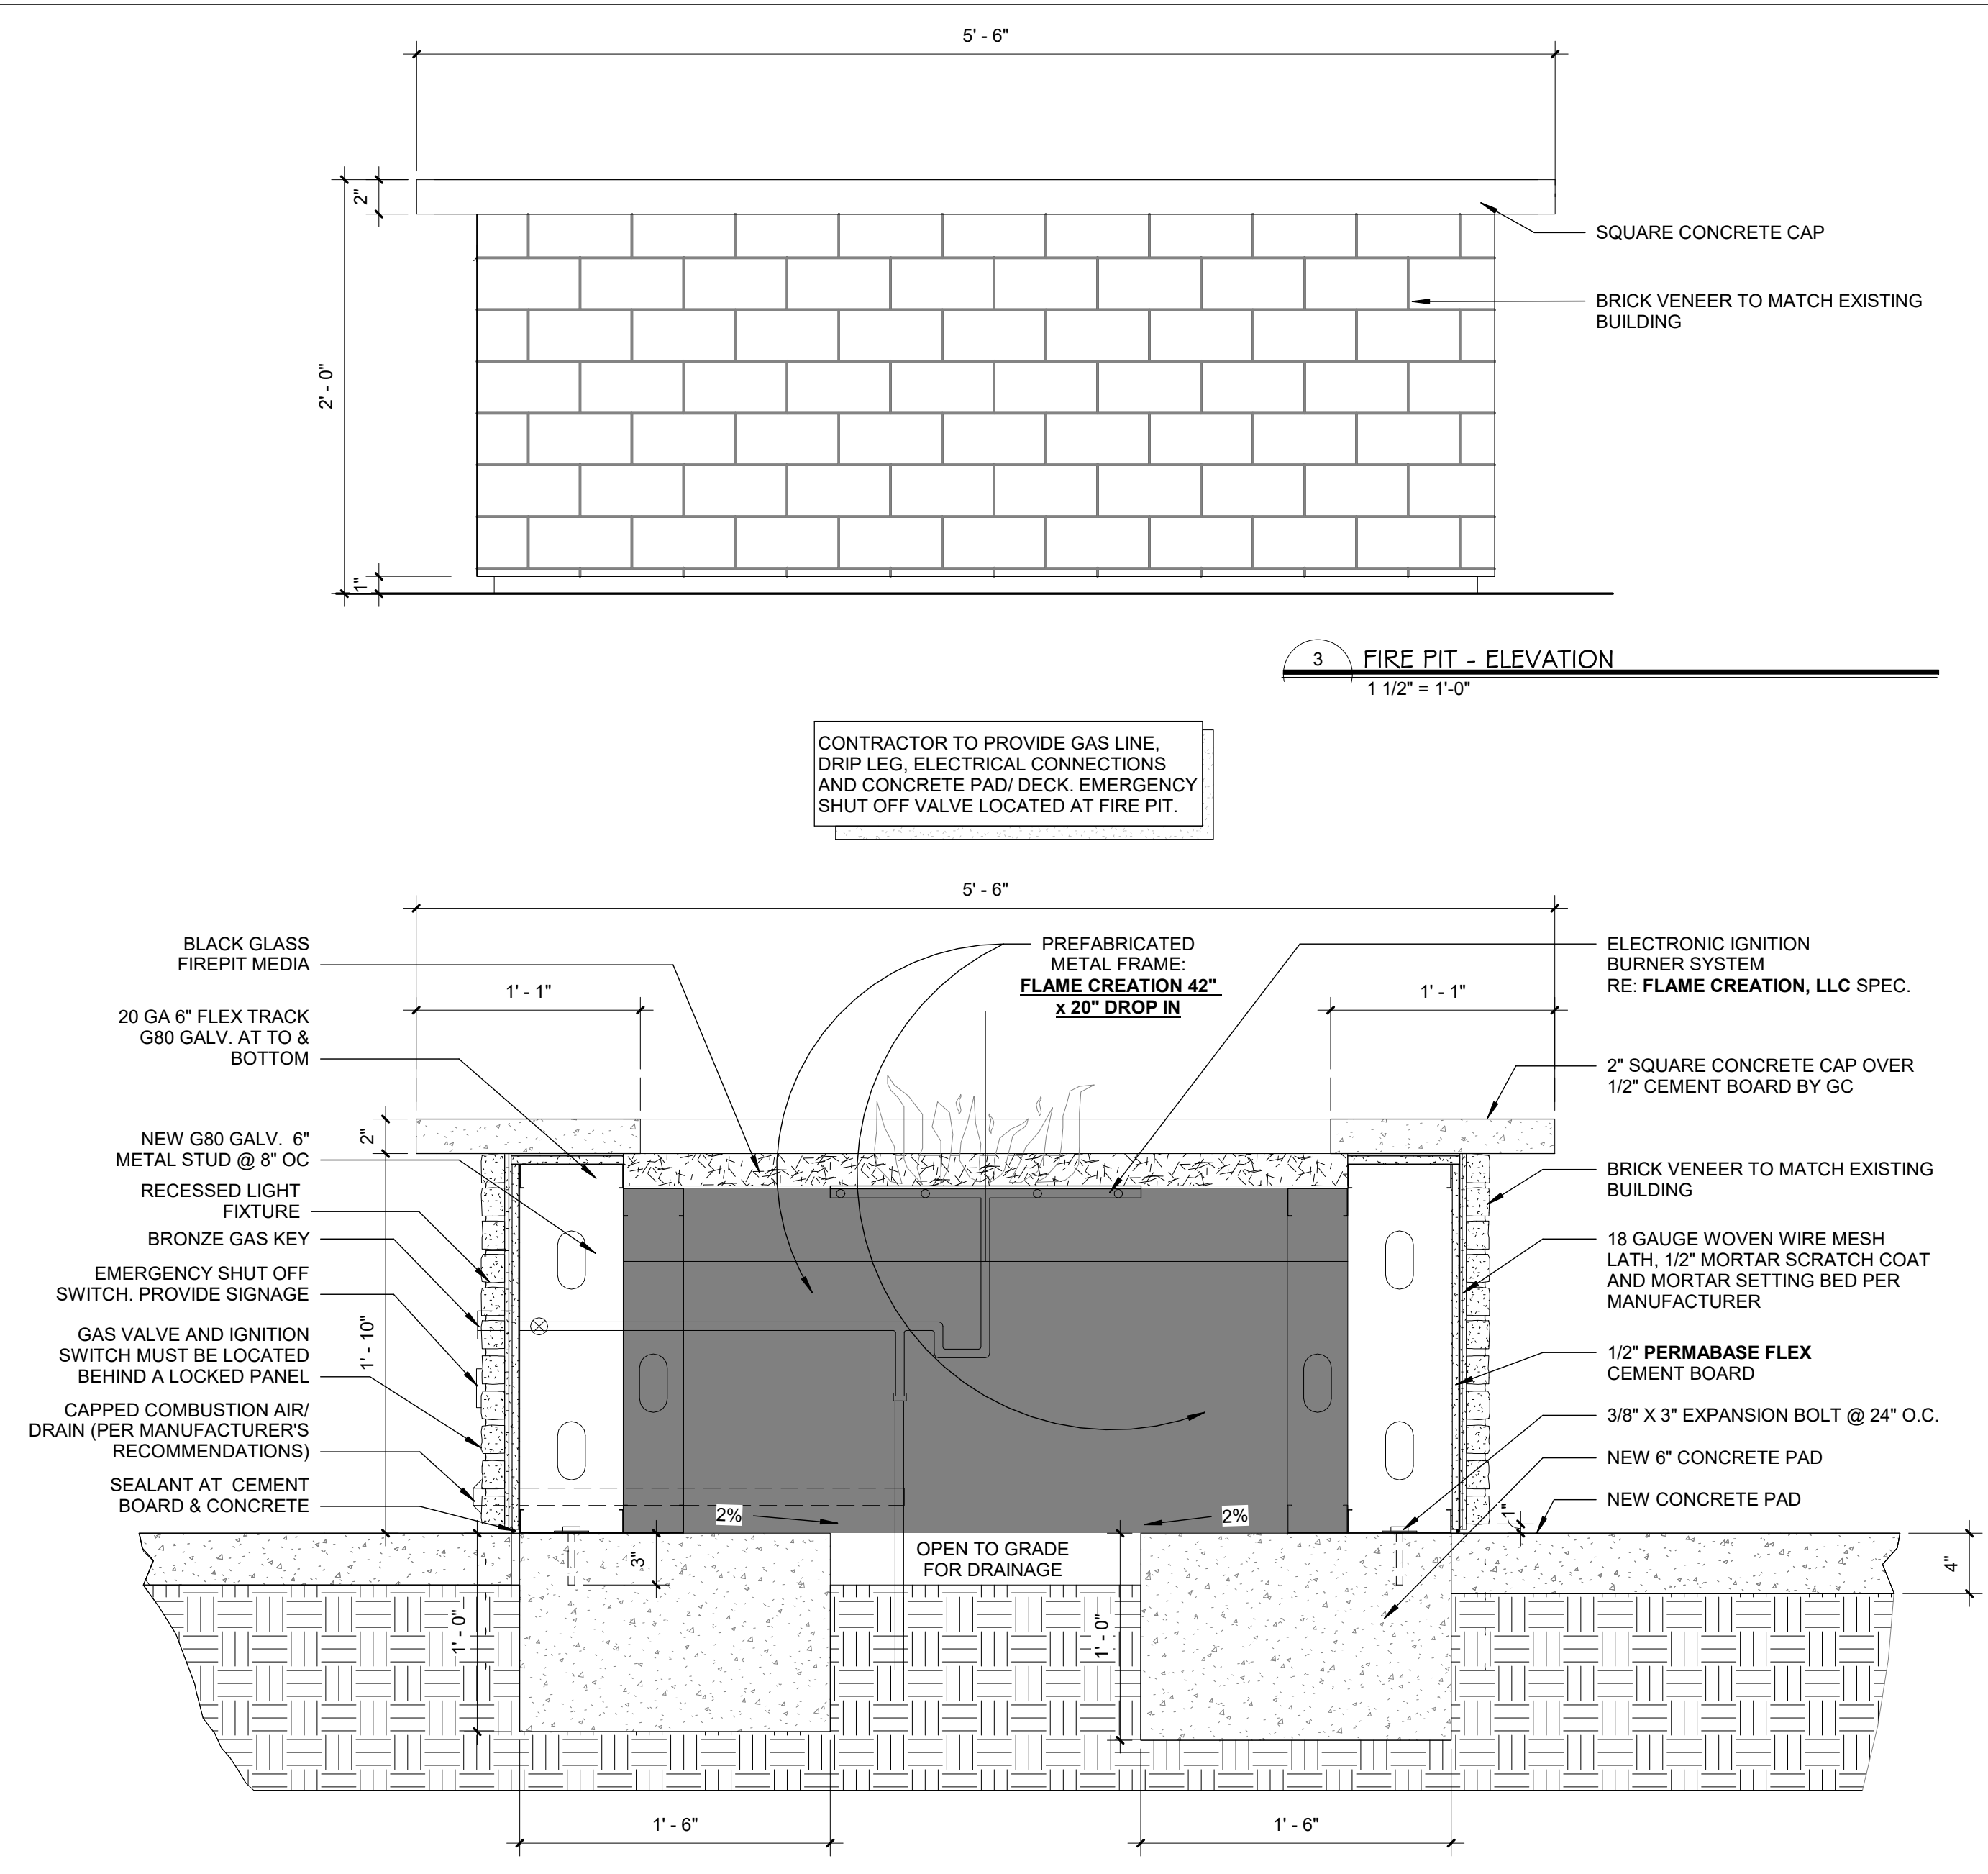 5' - 6"
2"
SQUARE CONCRETE CAP
BRICK VENEER TO MATCH EXISTING
BUILDING
2' - 0"
1"
3
FIRE PIT - ELEVATION
1 1/2" = 1'-0"
CONTRACTOR TO PROVIDE GAS LINE,
DRIP LEG, ELECTRICAL CONNECTIONS
AND CONCRETE PAD/ DECK. EMERGENCY
SHUT OFF VALVE LOCATED AT FIRE PIT.
5' - 6"
BLACK GLASS
FIREPIT MEDIA
20 GA 6" FLEX TRACK
G80 GALV. AT TO &
BOTTOM
NEW G80 GALV. 6"
METAL STUD @ 8" OC
RECESSED LIGHT
FIXTURE
BRONZE GAS KEY
EMERGENCY SHUT OFF
SWITCH. PROVIDE SIGNAGE
GAS VALVE AND IGNITION
SWITCH MUST BE LOCATED
BEHIND A LOCKED PANEL
CAPPED COMBUSTION AIR/
DRAIN (PER MANUFACTURER'S
RECOMMENDATIONS)
SEALANT AT CEMENT
BOARD & CONCRETE
1' - 1"
PREFABRICATED
METAL FRAME:
FLAME CREATION 42"
x 20" DROP IN
1' - 1"
2"
1' - 10"
ELECTRONIC IGNITION
BURNER SYSTEM
RE: FLAME CREATION, LLC SPEC.
2" SQUARE CONCRETE CAP OVER
1/2" CEMENT BOARD BY GC
BRICK VENEER TO MATCH EXISTING
BUILDING
18 GAUGE WOVEN WIRE MESH
LATH, 1/2" MORTAR SCRATCH COAT
AND MORTAR SETTING BED PER
MANUFACTURER
1/2" PERMABASE FLEX
CEMENT BOARD
3/8" X 3" EXPANSION BOLT @ 24" O.C.
NEW 6" CONCRETE PAD
NEW CONCRETE PAD
2%
2%
1"
OPEN TO GRADE
FOR DRAINAGE
3"
4"
1' - 0"
1' - 0"
1' - 6"
1' - 6"